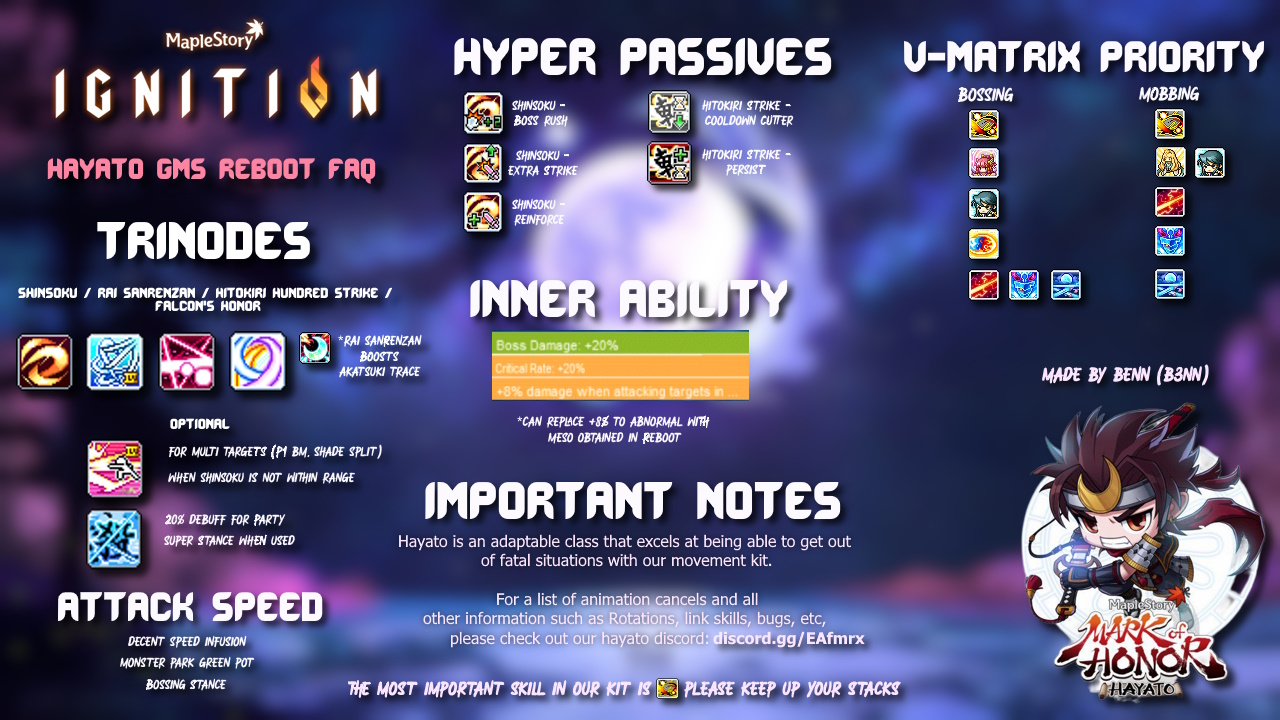 MapleStory
IGNITION
HAYATO GMS REBOOT FAQ
TRINODES
SHINSOKU / RAI SANRENZAN / HITOKIRI HUNDRED STRIKE /
FALCON'S HONOR
*RAI SANRENZAN
BOOSTS
AKATSUKI TRACE
OPTIONAL
FOR MULTI TARGETS (P1 BM, SHADE SPLIT)
WHEN SHINSOKU IS NOT WITHIN RANGE
20% DEBUFF FOR PARTY
SUPER STANCE WHEN USED
ATTACK SPEED
DECENT SPEED INFUSION
MONSTER PARK GREEN POT
BOSSING STANCE
HYPER PASSIVES
SHINSOKU -
BOSS RUSH
SHINSOKU -
EXTRA STRIKE
SHINSOKU -
REINFORCE
HITOKIRI STRIKE -
COOLDOWN CUTTER
HITOKIRI STRIKE -
PERSIST
INNER ABILITY
Boss Damage: +20%
Critical Rate: +20%
+8% damage when attacking targets in ...
*CAN REPLACE +8% TO ABNORMAL WITH
MESO OBTAINED IN REBOOT
IMPORTANT NOTES
Hayato is an adaptable class that excels at being able to get out
of fatal situations with our movement kit.
For a list of animation cancels and all
other information such as Rotations, link skills, bugs, etc,
please check out our hayato discord: discord.gg/EAfmrx
THE MOST IMPORTANT SKILL IN OUR KIT IS PLEASE KEEP UP YOUR STACKS
V-MATRIX PRIORITY
BOSSING
MOBBING
MADE BY BENN (B3NN)
MapleStory
MARK of
HONOR
HAYATO